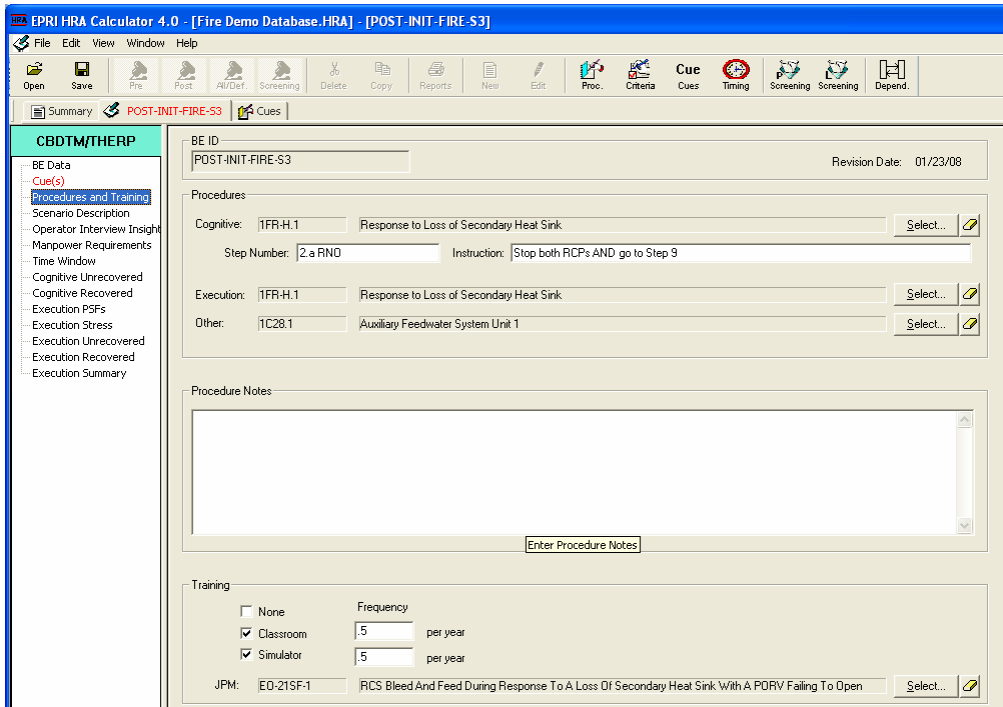 HRA EPRI HRA Calculator 4.0 - [Fire Demo Database.HRA] - [POST-INIT-FIRE-S3]
File Edit View Window Help
Cue
Open Save Pre Post All/Def. Screening Delete Copy Reports New Edit Proc. Criteria Cues Timing Screening Screening Depend.
Summary POST-INIT-FIRE-S3 Cues
CBDTM/THERP
BE Data
Cue(s)
Procedures and Training
Scenario Description
Operator Interview Insight
Manpower Requirements
Time Window
Cognitive Unrecovered
Cognitive Recovered
Execution PSFs
Execution Stress
Execution Unrecovered
Execution Recovered
Execution Summary
BE ID
POST-INIT-FIRE-S3 Revision Date: 01/23/08
Procedures
Cognitive: 1FR-H.1 Response to Loss of Secondary Heat Sink Select...
Step Number: 2.a RNO Instruction: Stop both RCPs AND go to Step 9
Execution: 1FR-H.1 Response to Loss of Secondary Heat Sink Select...
Other: 1C28.1 Auxiliary Feedwater System Unit 1 Select...
Procedure Notes
Enter Procedure Notes
Training
None Frequency
Classroom .5 per year
Simulator .5 per year
JPM: EO-21SF-1 RCS Bleed And Feed During Response To A Loss Of Secondary Heat Sink With A PORV Failing To Open Select...